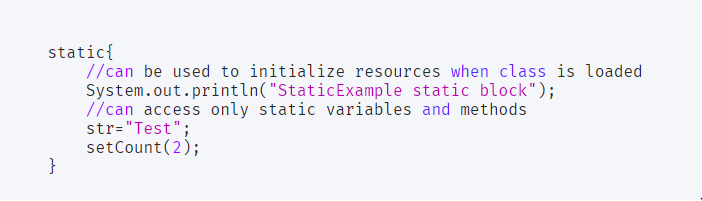 static{
    //can be used to initialize resources when class is loaded
    System.out.println("StaticExample static block");
    //can access only static variables and methods
    str="Test";
    setCount(2);
}